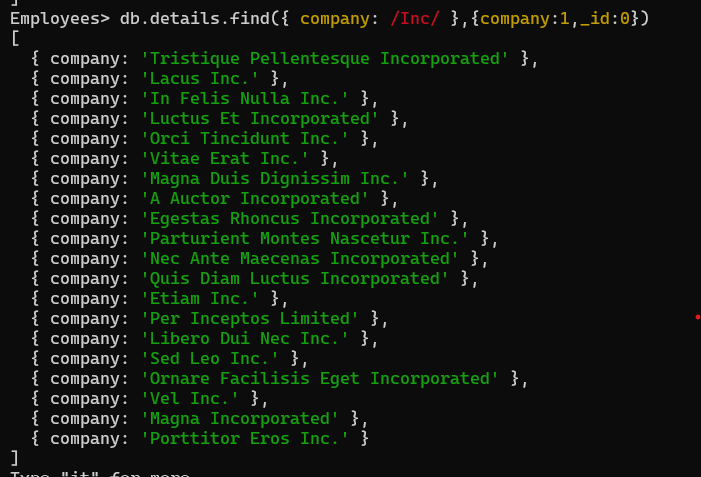 ]
Employees> db.details.find({ company: /Inc/ },{company:1,_id:0})
[
  { company: 'Tristique Pellentesque Incorporated' },
  { company: 'Lacus Inc.' },
  { company: 'In Felis Nulla Inc.' },
  { company: 'Luctus Et Incorporated' },
  { company: 'Orci Tincidunt Inc.' },
  { company: 'Vitae Erat Inc.' },
  { company: 'Magna Duis Dignissim Inc.' },
  { company: 'A Auctor Incorporated' },
  { company: 'Egestas Rhoncus Incorporated' },
  { company: 'Parturient Montes Nascetur Inc.' },
  { company: 'Nec Ante Maecenas Incorporated' },
  { company: 'Quis Diam Luctus Incorporated' },
  { company: 'Etiam Inc.' },
  { company: 'Per Inceptos Limited' },
  { company: 'Libero Dui Nec Inc.' },
  { company: 'Sed Leo Inc.' },
  { company: 'Ornare Facilisis Eget Incorporated' },
  { company: 'Vel Inc.' },
  { company: 'Magna Incorporated' },
  { company: 'Porttitor Eros Inc.' }
]
Type "it" for more